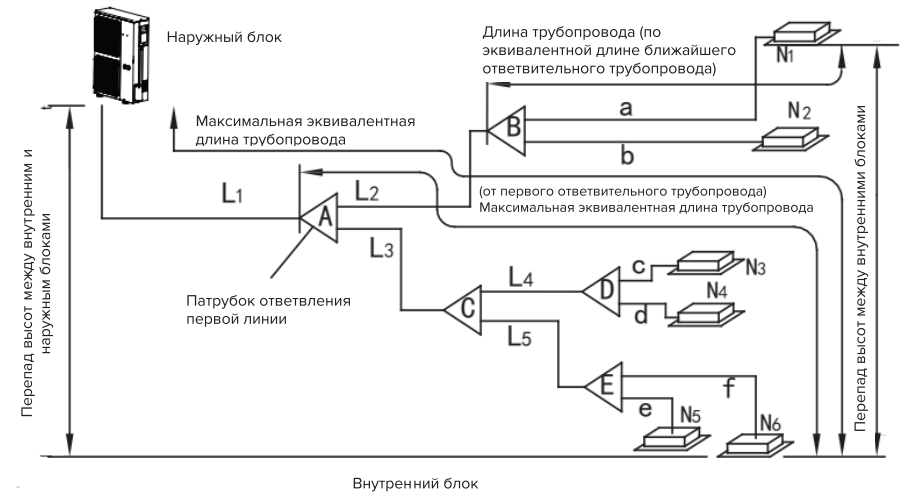 Наружный блок
Длина трубопровода (по
эквивалентной длине ближайшего
ответвительного трубопровода)
N1
a
B
N2
b
Максимальная эквивалентная
длина трубопровода
L1
L2
A
(от первого ответвительного трубопровода)
Максимальная эквивалентная длина трубопровода
L3
Патрубок ответвления
первой линии
L4
C
L5
D
c
N3
d
N4
E
f
e
N5
N6
Перепад высот между внутренним и
наружным блоками
Перепад высот между внутренними блоками
Внутренний блок